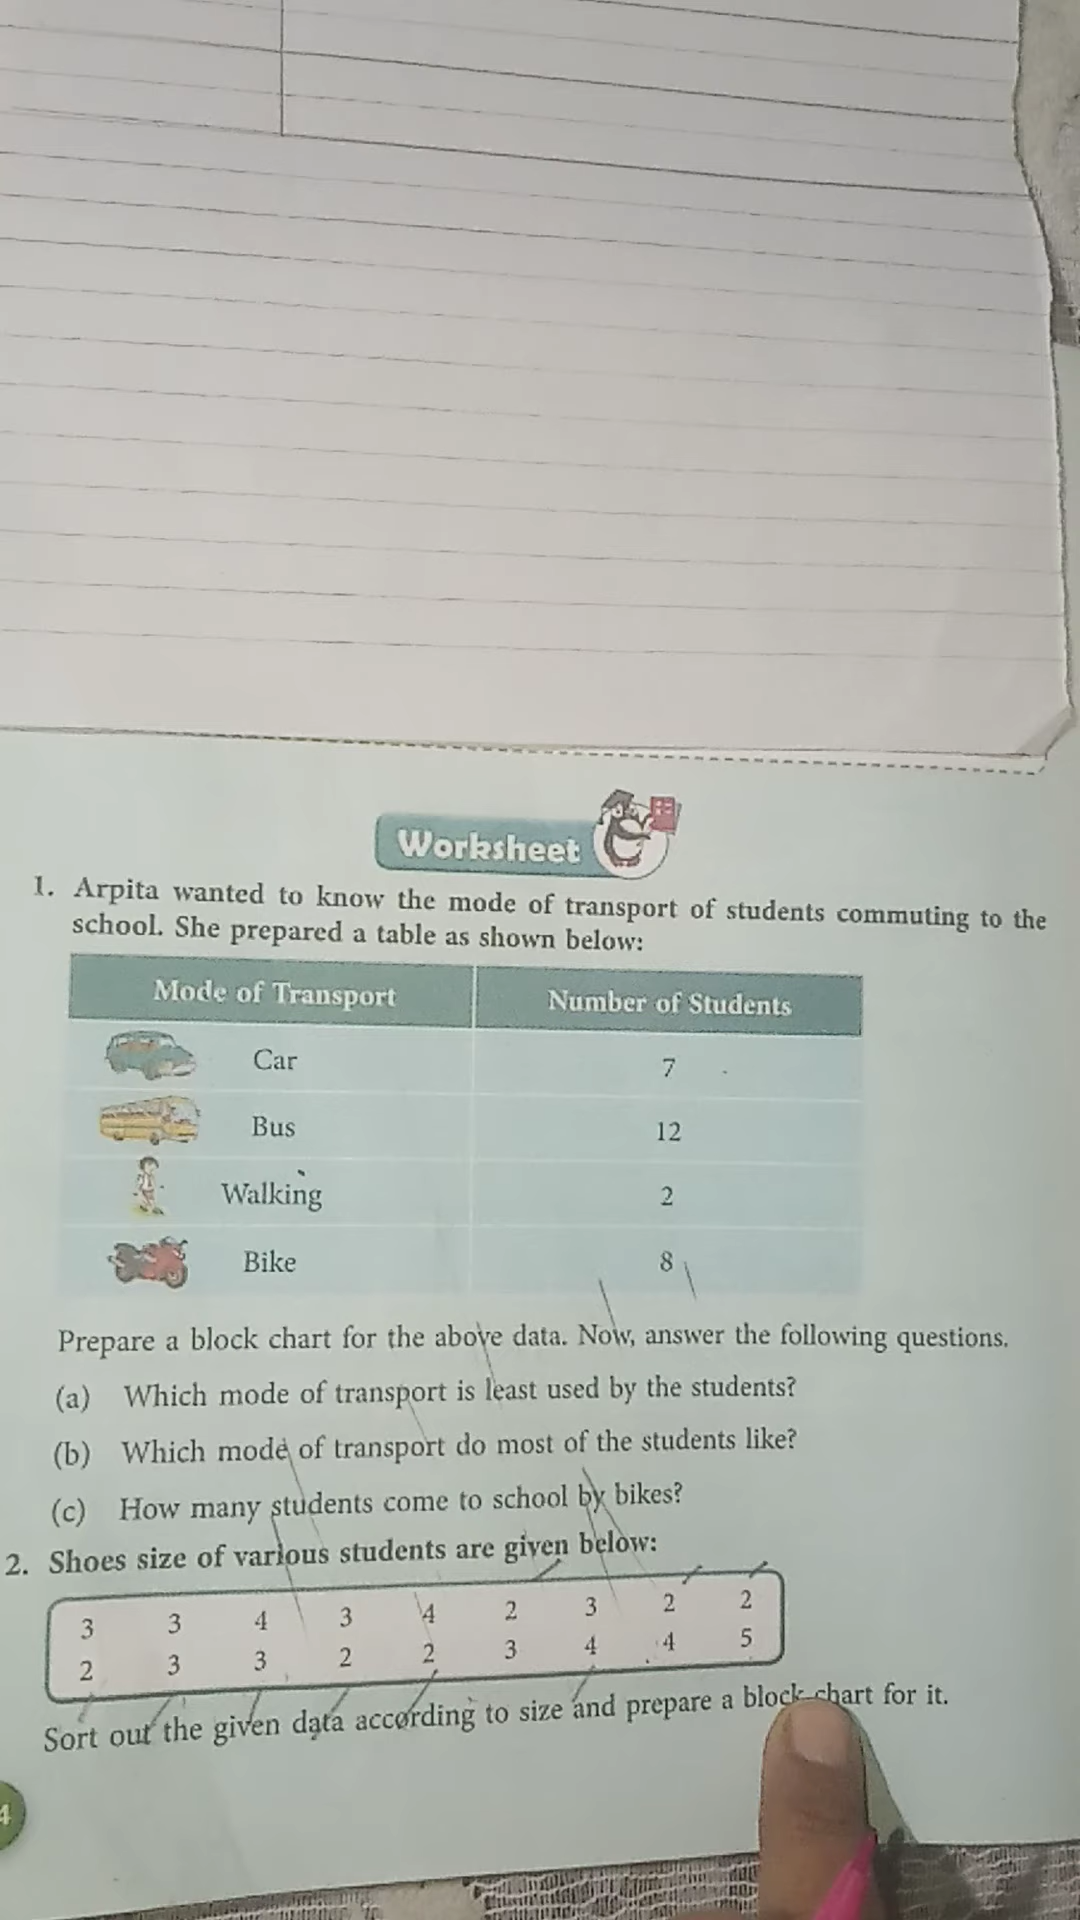 Worksheet
1. Arpita wanted to know the mode of transport of students commuting to the
school. She prepared a table as shown below:
Mode of Transport Number of Students
Car 7
Bus 12
Walking 2
Bike 8
Prepare a block chart for the above data. Now, answer the following questions.
(a) Which mode of transport is least used by the students?
(b) Which mode of transport do most of the students like?
(c) How many students come to school by bikes?
2. Shoes size of various students are given below:
3 3 4 3 4 2 3 2 2
2 3 3 2 2 3 4 4 5
Sort out the given data according to size and prepare a block chart for it.
4